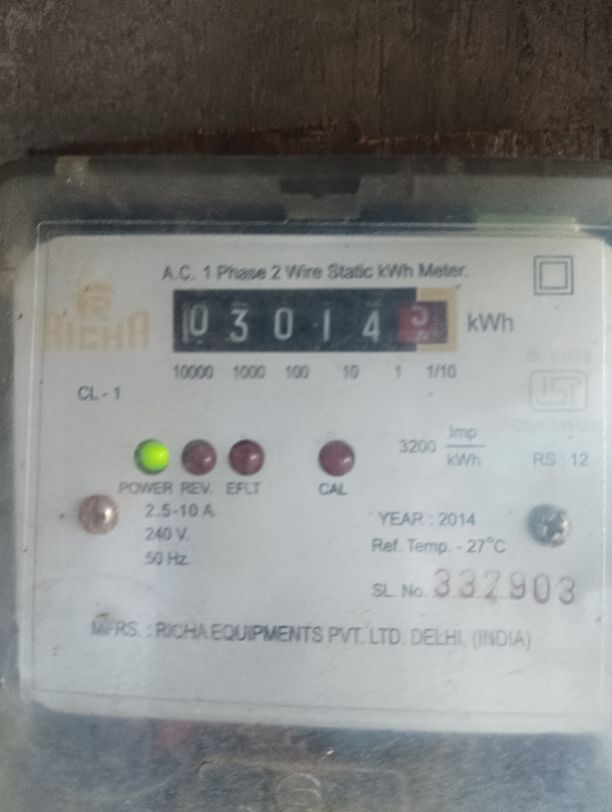 A.C. 1 Phase 2 Wire Static kWh Meter.
RICHA
0 3 0 1 4 5 kWh
10000 1000 100 10 1 1/10
CL - 1
3200 Imp/kWh
RS : 12
POWER REV. EFLT CAL
2.5-10 A.
240 V.
50 Hz.
YEAR : 2014
Ref. Temp. - 27°C
SL. No. 337903
MFRS. : RICHA EQUIPMENTS PVT. LTD. DELHI, (INDIA)